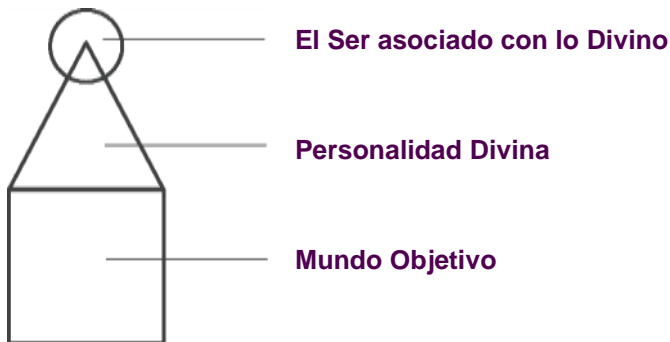 El Ser asociado con lo Divino
Personalidad Divina
Mundo Objetivo